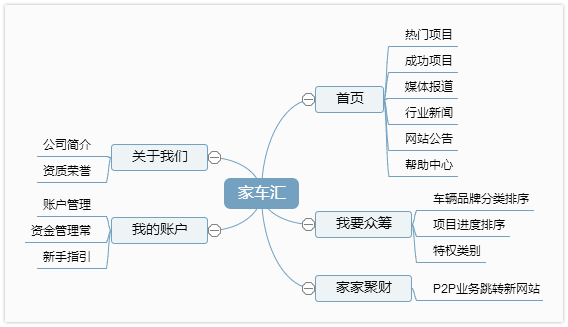 家车汇
首页
热门项目
成功项目
媒体报道
行业新闻
网站公告
帮助中心
我要众筹
车辆品牌分类排序
项目进度排序
特权类别
家家聚财
P2P业务跳转新网站
关于我们
公司简介
资质荣誉
我的账户
账户管理
资金管理常
新手指引